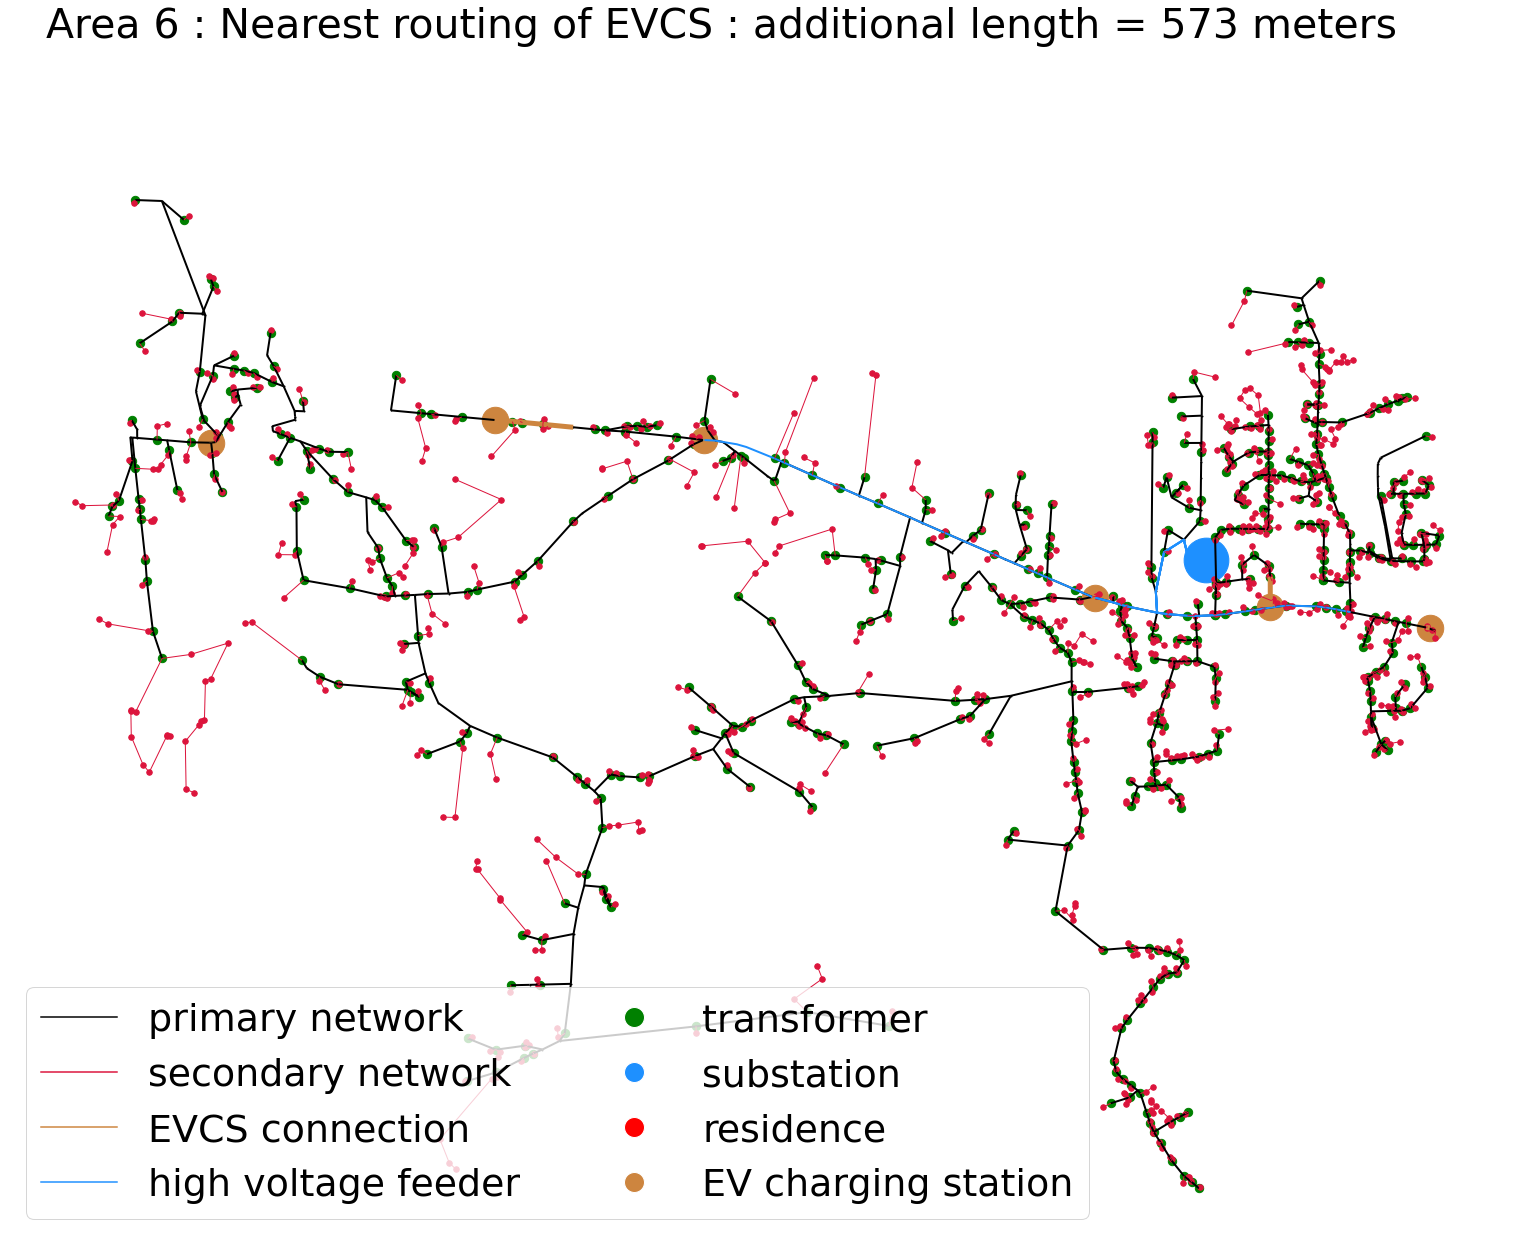 Area 6 : Nearest routing of EVCS : additional length = 573 meters
primary network
secondary network
EVCS connection
high voltage feeder
transformer
substation
residence
EV charging station